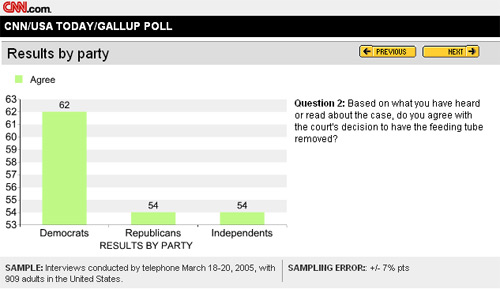 CNN.com.
CNN/USA TODAY/GALLUP POLL
Results by party
PREVIOUS
NEXT
Agree
63
62
61
60
59
58
57
56
55
54
53
62
54
54
Democrats
Republicans
Independents
RESULTS BY PARTY
Question 2: Based on what you have heard
or read about the case, do you agree with
the court's decision to have the feeding tube
removed?
SAMPLE: Interviews conducted by telephone March 18-20, 2005, with
909 adults in the United States.
SAMPLING ERROR: +/- 7% pts